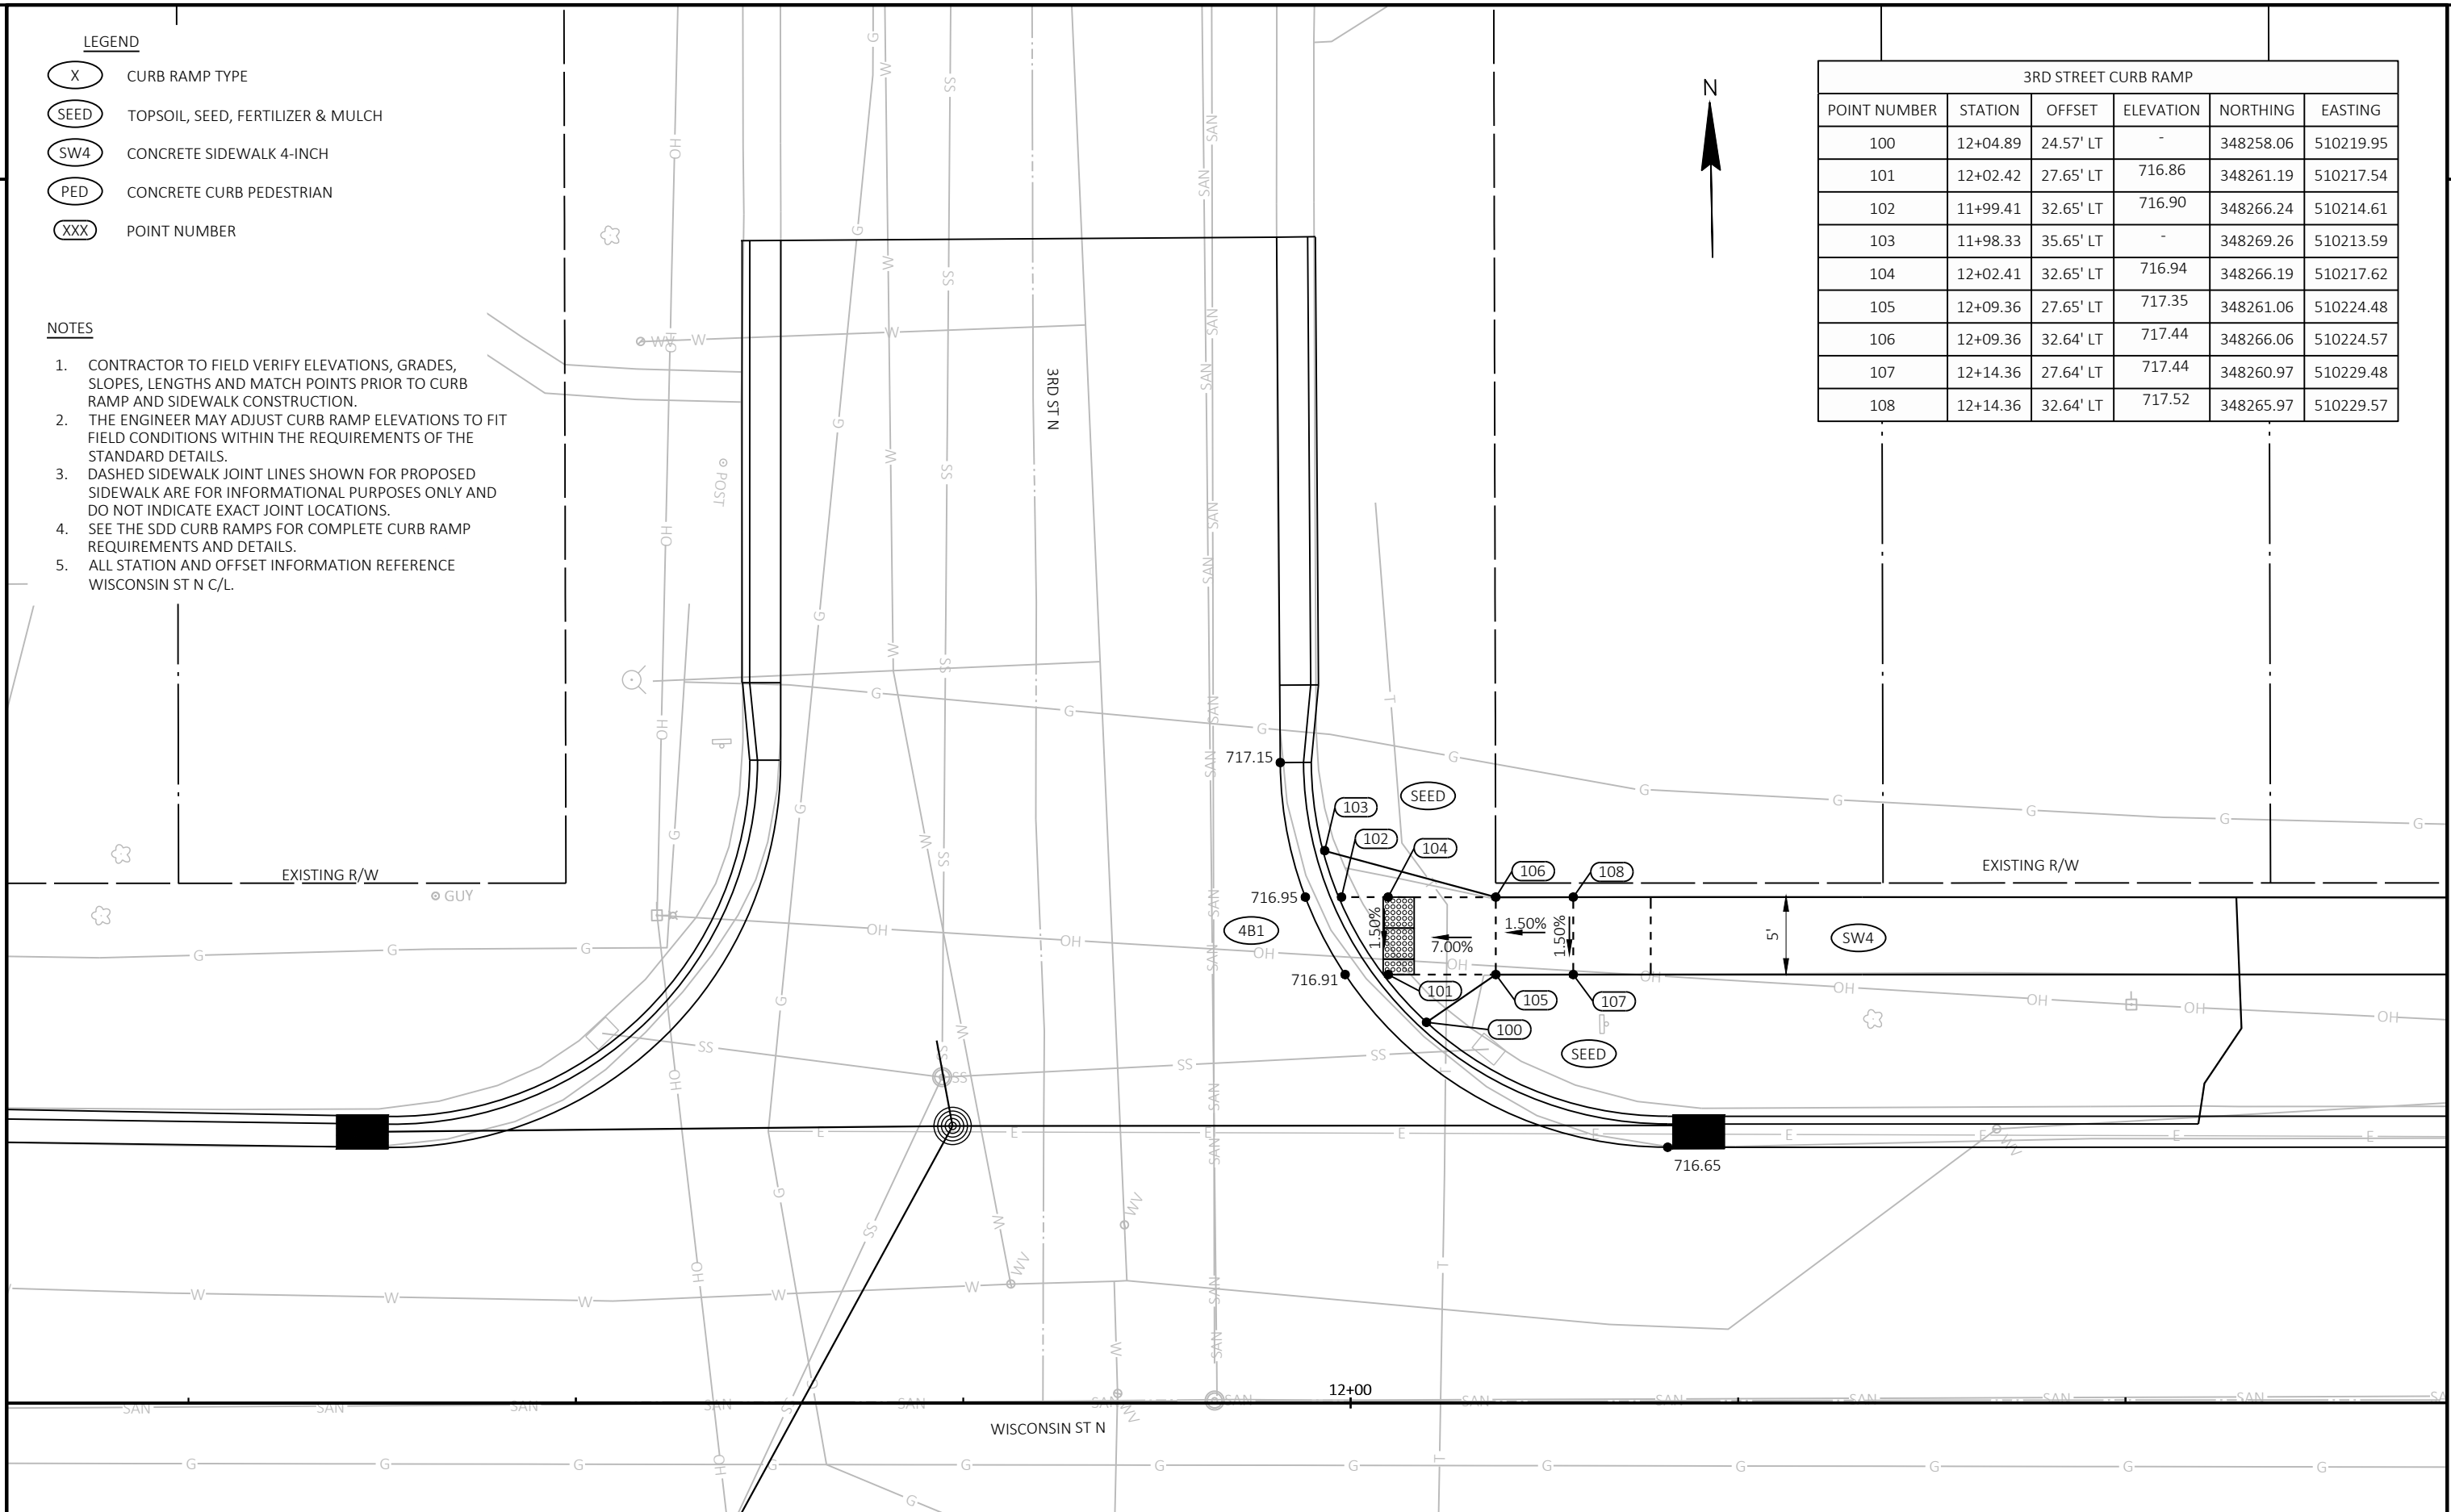 LEGEND
X CURB RAMP TYPE
SEED TOPSOIL, SEED, FERTILIZER & MULCH
SW4 CONCRETE SIDEWALK 4-INCH
PED CONCRETE CURB PEDESTRIAN
XXX POINT NUMBER
NOTES
1. CONTRACTOR TO FIELD VERIFY ELEVATIONS, GRADES,
SLOPES, LENGTHS AND MATCH POINTS PRIOR TO CURB
RAMP AND SIDEWALK CONSTRUCTION.
2. THE ENGINEER MAY ADJUST CURB RAMP ELEVATIONS TO FIT
FIELD CONDITIONS WITHIN THE REQUIREMENTS OF THE
STANDARD DETAILS.
3. DASHED SIDEWALK JOINT LINES SHOWN FOR PROPOSED
SIDEWALK ARE FOR INFORMATIONAL PURPOSES ONLY AND
DO NOT INDICATE EXACT JOINT LOCATIONS.
4. SEE THE SDD CURB RAMPS FOR COMPLETE CURB RAMP
REQUIREMENTS AND DETAILS.
5. ALL STATION AND OFFSET INFORMATION REFERENCE
WISCONSIN ST N C/L.
N
3RD STREET CURB RAMP
POINT NUMBER STATION OFFSET ELEVATION NORTHING EASTING
100 12+04.89 24.57' LT - 348258.06 510219.95
101 12+02.42 27.65' LT 716.86 348261.19 510217.54
102 11+99.41 32.65' LT 716.90 348266.24 510214.61
103 11+98.33 35.65' LT - 348269.26 510213.59
104 12+02.41 32.65' LT 716.94 348266.19 510217.62
105 12+09.36 27.65' LT 717.35 348261.06 510224.48
106 12+09.36 32.64' LT 717.44 348266.06 510224.57
107 12+14.36 27.64' LT 717.44 348260.97 510229.48
108 12+14.36 32.64' LT 717.52 348265.97 510229.57
3RD ST N
POST
WV
717.15
103
SEED
102
104
106
108
EXISTING R/W
EXISTING R/W
GUY
716.95
4B1
1.50%
7.00%
1.50%
1.50%
5'
SW4
716.91
101
105
107
100
SEED
716.65
WV
WV
WV
WV
12+00
WISCONSIN ST N